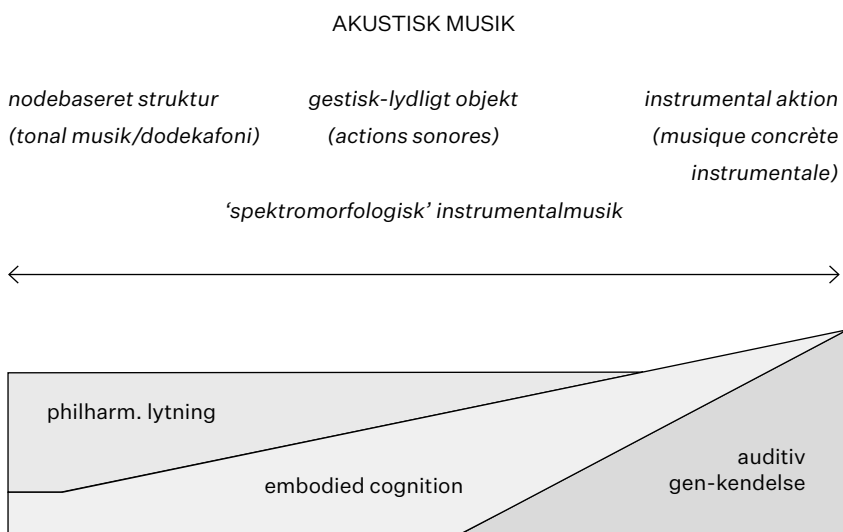 AKUSTISK MUSIK
nodebaseret struktur
(tonal musik/dodekafoni)
gestisk-lydligt objekt
(actions sonores)
instrumental aktion
(musique concrète
instrumentale)
‘spektromorfologisk’ instrumentalmusik
philharm. lytning
embodied cognition
auditiv
gen-kendelse